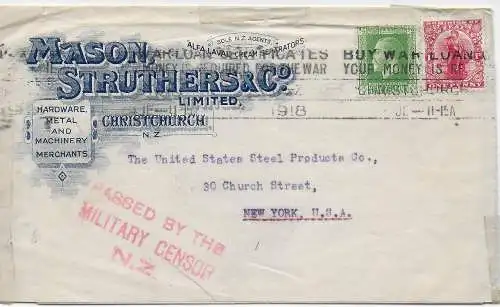 SOLE N.Z. AGENTS
ALFA-LAVAL CREAM SEPARATORS.
MASON,
STRUTHERS & CO.
LIMITED,
CHRISTCHURCH
N.Z.
HARDWARE,
METAL
AND
MACHINERY
MERCHANTS
BUY WAR LOAN
YOUR MONEY IS
1918
The United States Steel Products Co.,
30 Church Street,
NEW YORK, U.S.A.
PASSED BY THE
MILITARY CENSOR
N.Z.